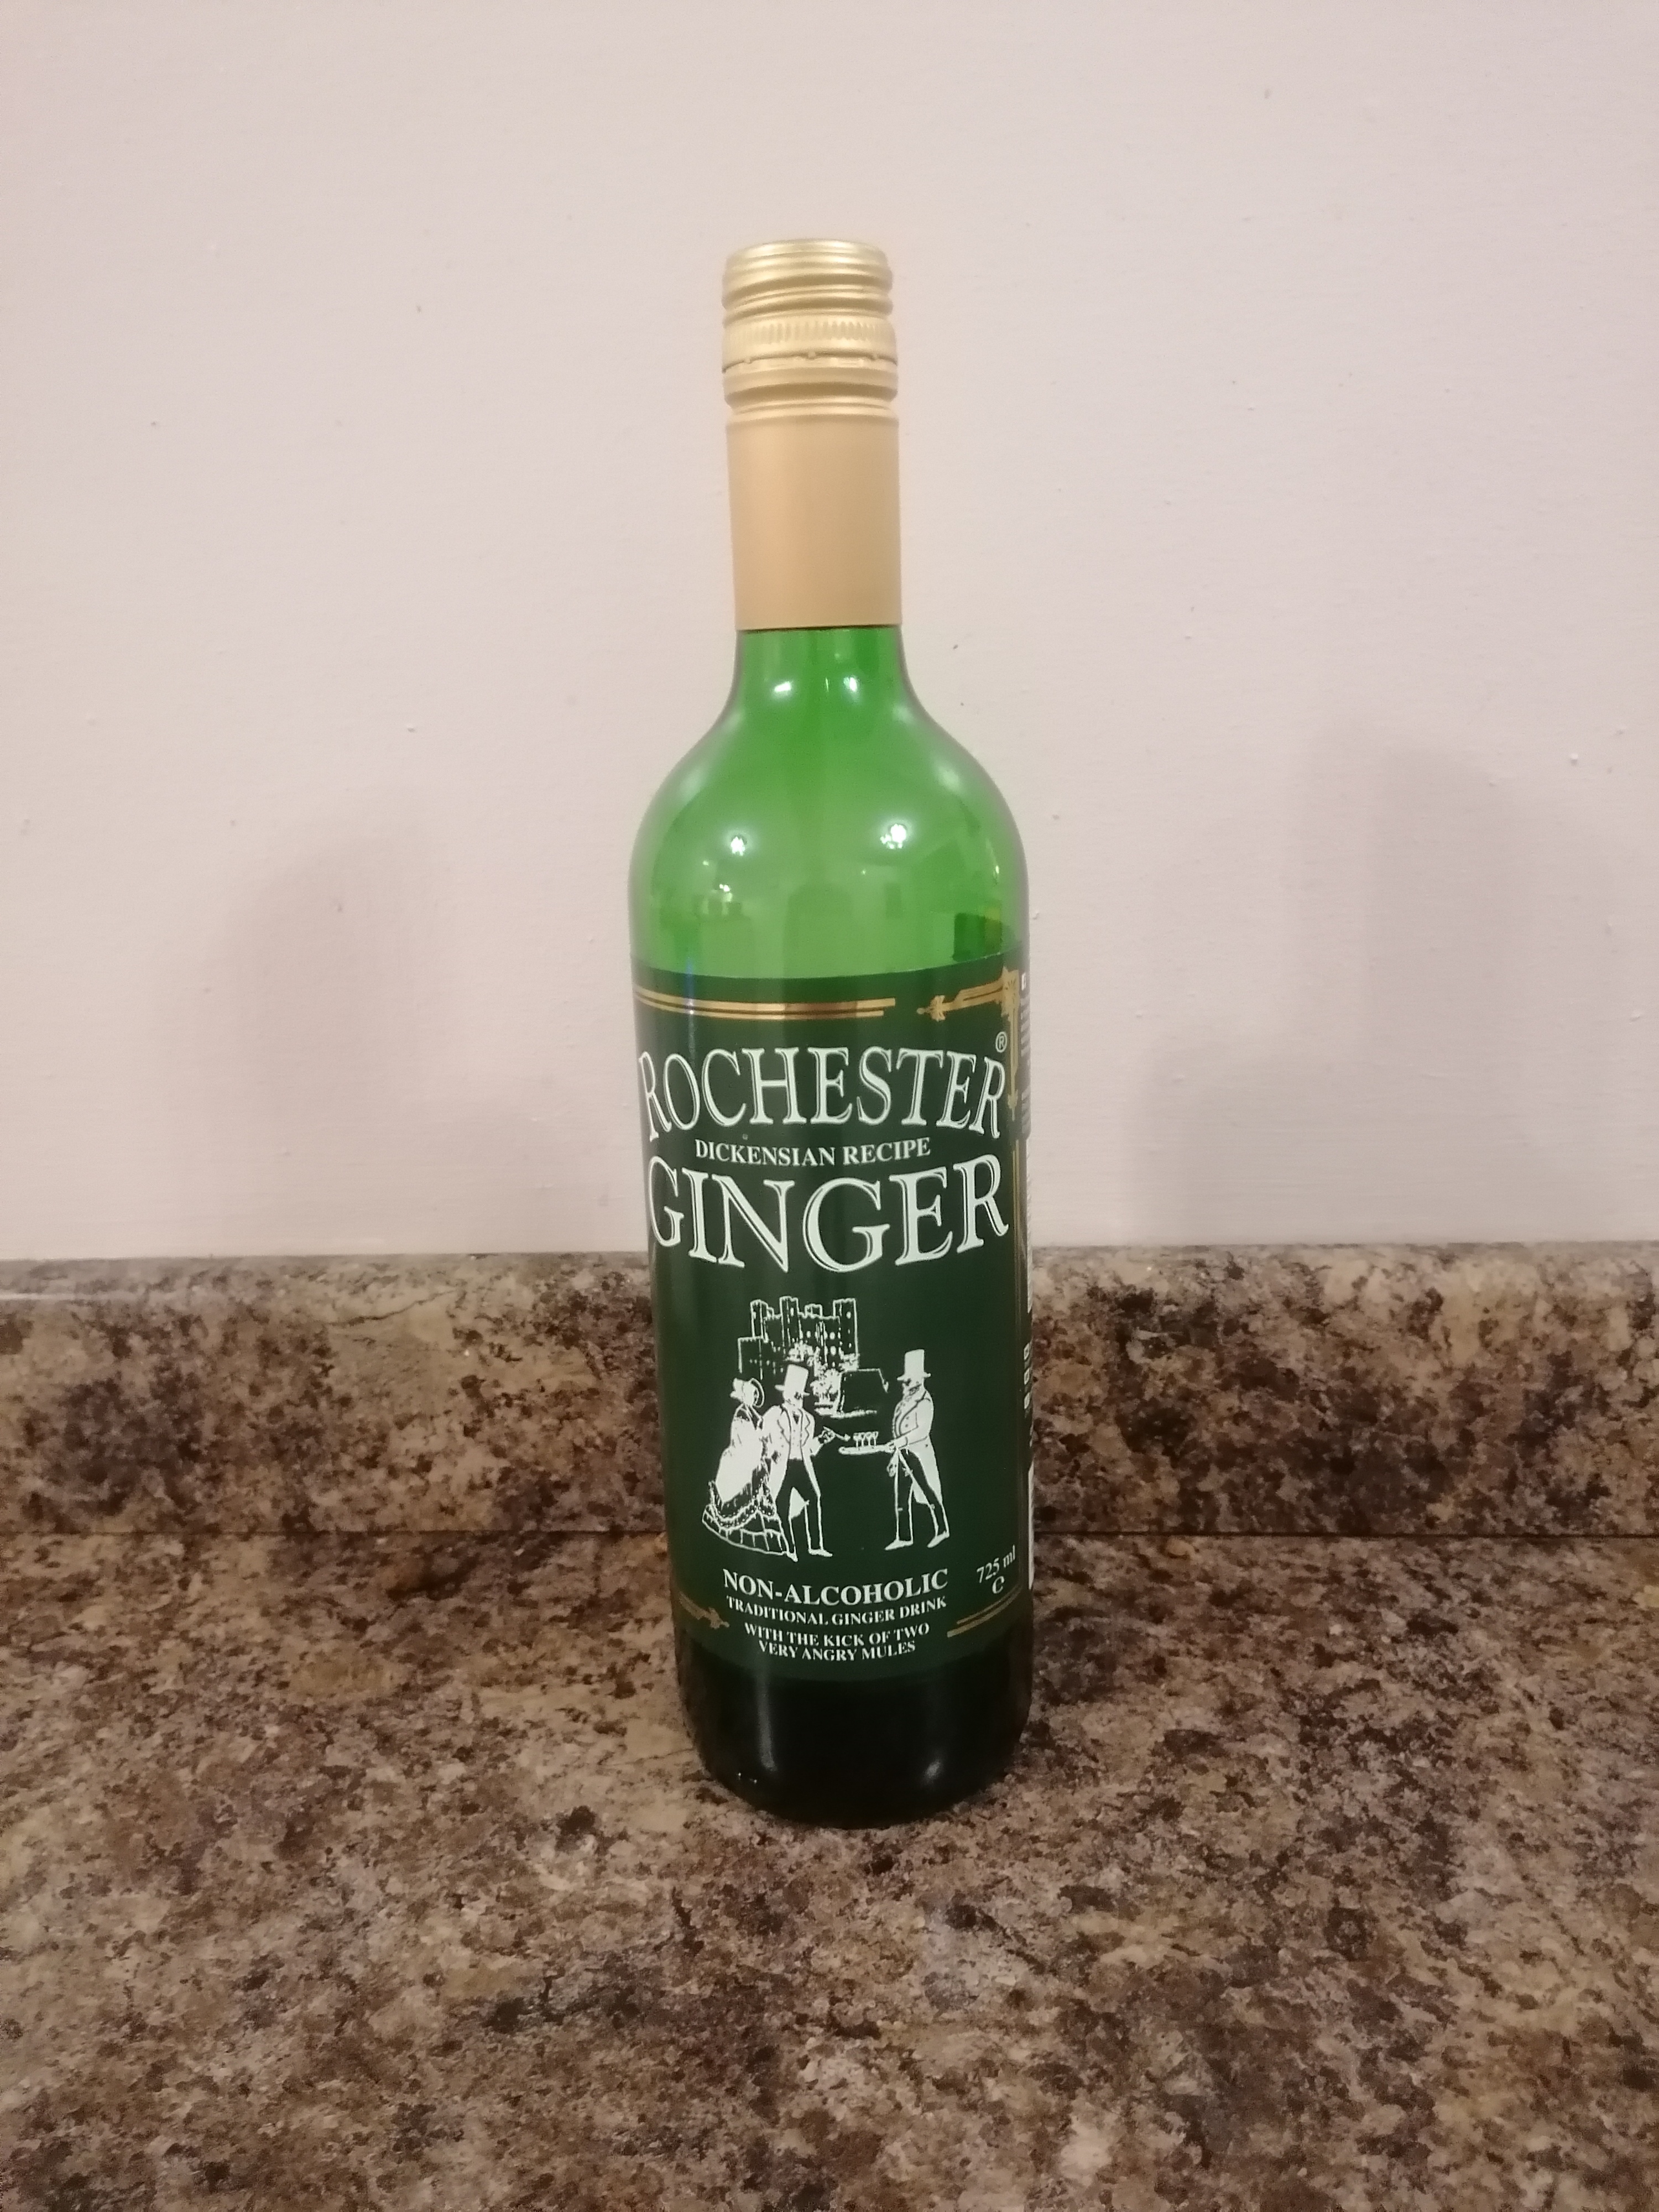 ROCHESTER®
DICKENSIAN RECIPE
GINGER
NON-ALCOHOLIC
TRADITIONAL GINGER DRINK
WITH THE KICK OF TWO
VERY ANGRY MULES
725 ml
e